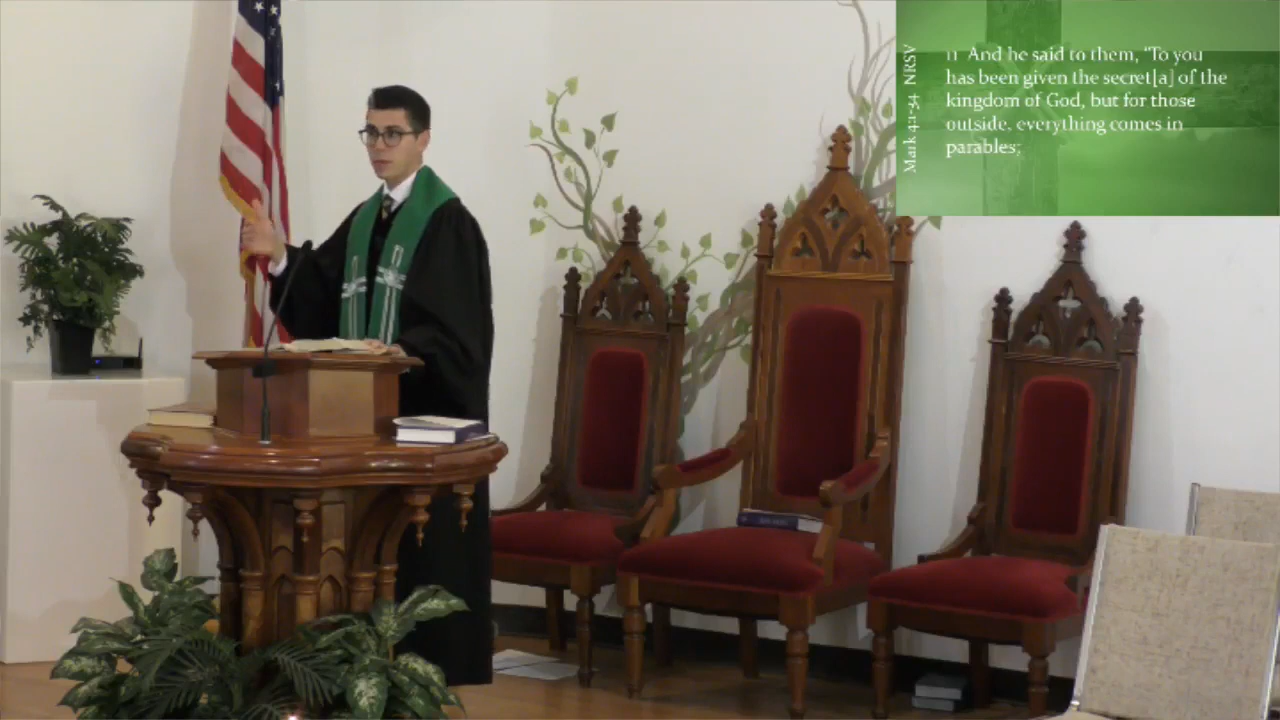 Mark 4:1-34 NRSV
11 And he said to them, "To you
has been given the secret[a] of the
kingdom of God, but for those
outside, everything comes in
parables;